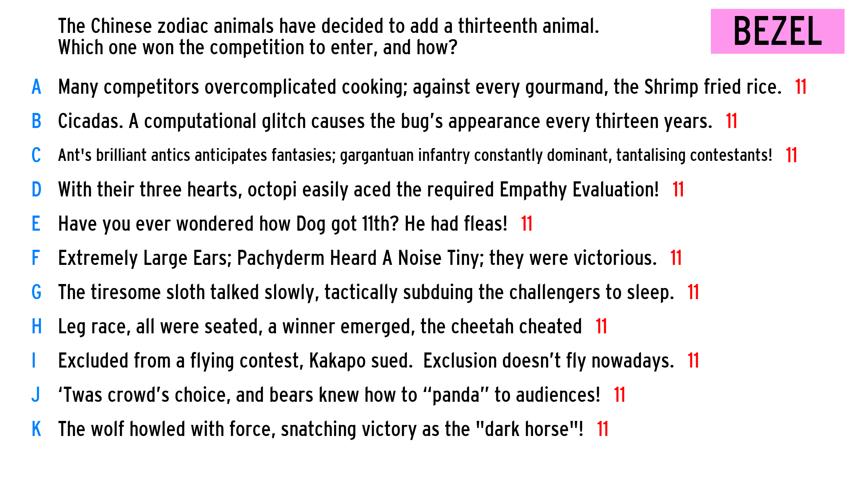 The Chinese zodiac animals have decided to add a thirteenth animal.
Which one won the competition to enter, and how?
BEZEL
A Many competitors overcomplicated cooking; against every gourmand, the Shrimp fried rice. 11
B Cicadas. A computational glitch causes the bug's appearance every thirteen years. 11
C Ant's brilliant antics anticipates fantasies; gargantuan infantry constantly dominant, tantalising contestants! 11
D With their three hearts, octopi easily aced the required Empathy Evaluation! 11
E Have you ever wondered how Dog got 11th? He had fleas! 11
F Extremely Large Ears; Pachyderm Heard A Noise Tiny; they were victorious. 11
G The tiresome sloth talked slowly, tactically subduing the challengers to sleep. 11
H Leg race, all were seated, a winner emerged, the cheetah cheated 11
I Excluded from a flying contest, Kakapo sued. Exclusion doesn't fly nowadays. 11
J 'Twas crowd's choice, and bears knew how to “panda” to audiences! 11
K The wolf howled with force, snatching victory as the "dark horse"! 11